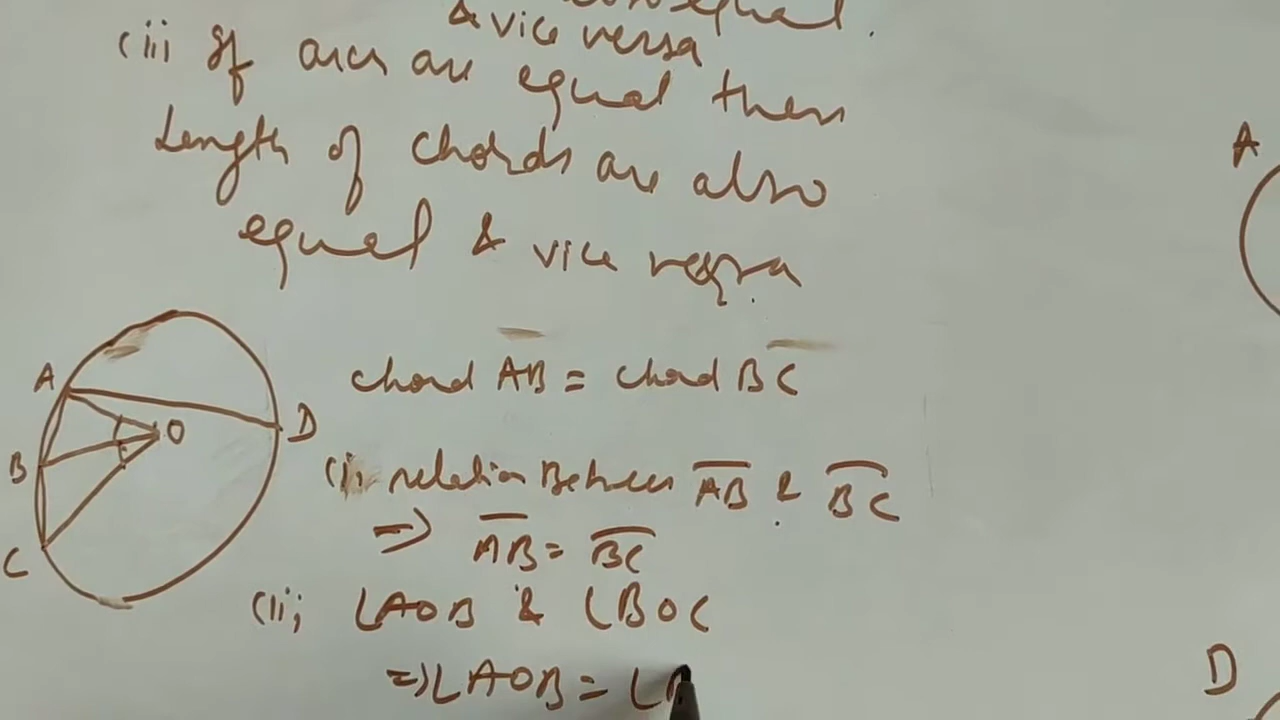 equal.
& vice versa
(ii) If arcs are equal then
Length of chords are also
equal & vice versa
chord AB = chord BC
(i) relation Between AB & BC
⇒ AB = BC
(ii) ∠AOB & ∠BOC
⇒ ∠AOB = ∠
A
B
C
O
D
A
D